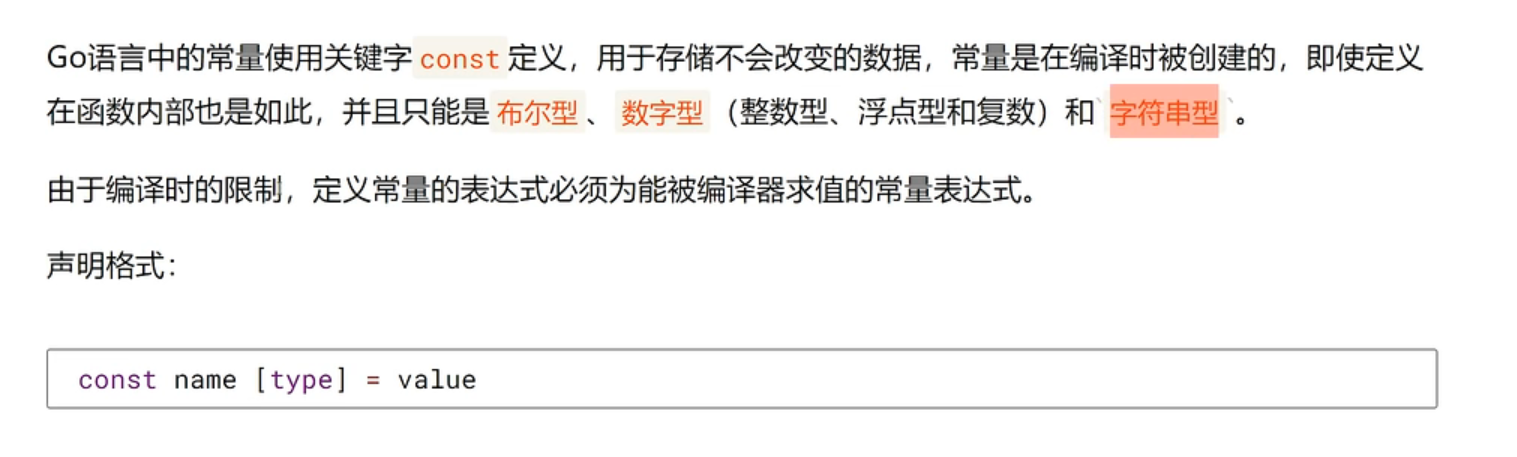 Go语言中的常量使用关键字 const 定义，用于存储不会改变的数据，常量是在编译时被创建的，即使定义
在函数内部也是如此，并且只能是 布尔型 、 数字型 （整数型、浮点型和复数）和` 字符串型 `。
由于编译时的限制，定义常量的表达式必须为能被编译器求值的常量表达式。
声明格式：
const name [type] = value